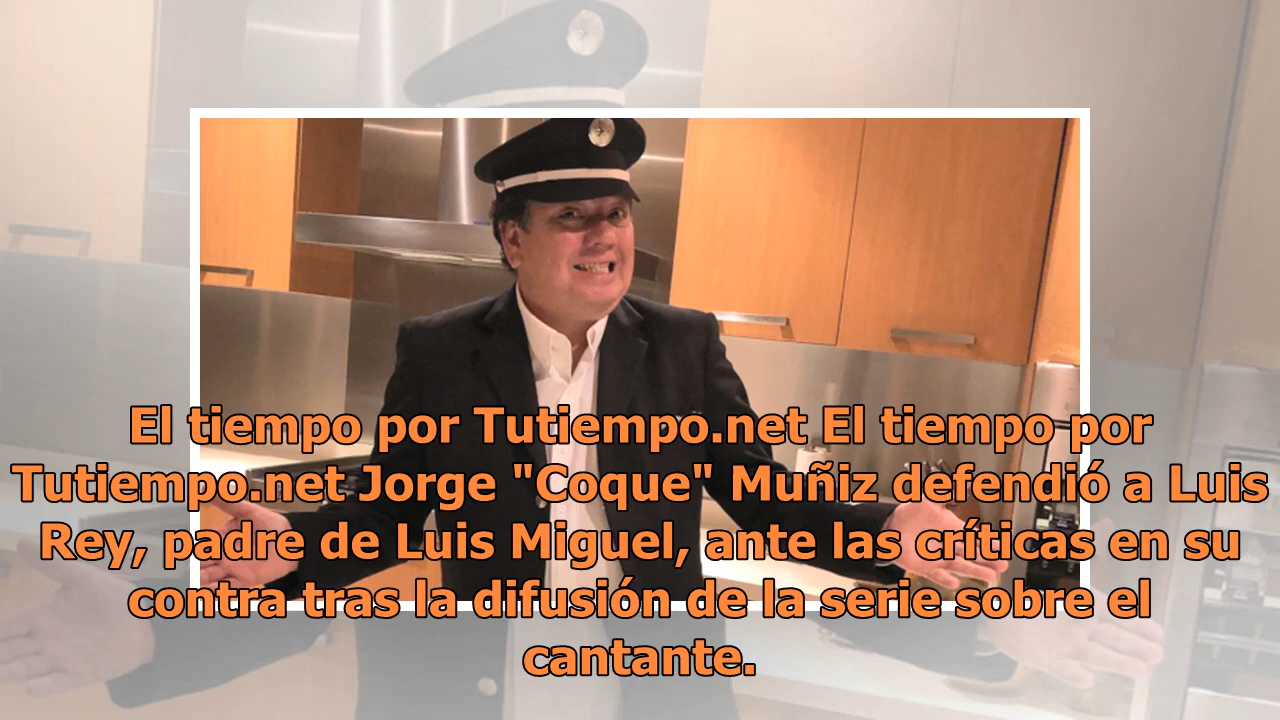 El tiempo por Tutiempo.net El tiempo por
Tutiempo.net Jorge "Coque" Muñiz defendió a Luis
Rey, padre de Luis Miguel, ante las críticas en su
contra tras la difusión de la serie sobre el
cantante.